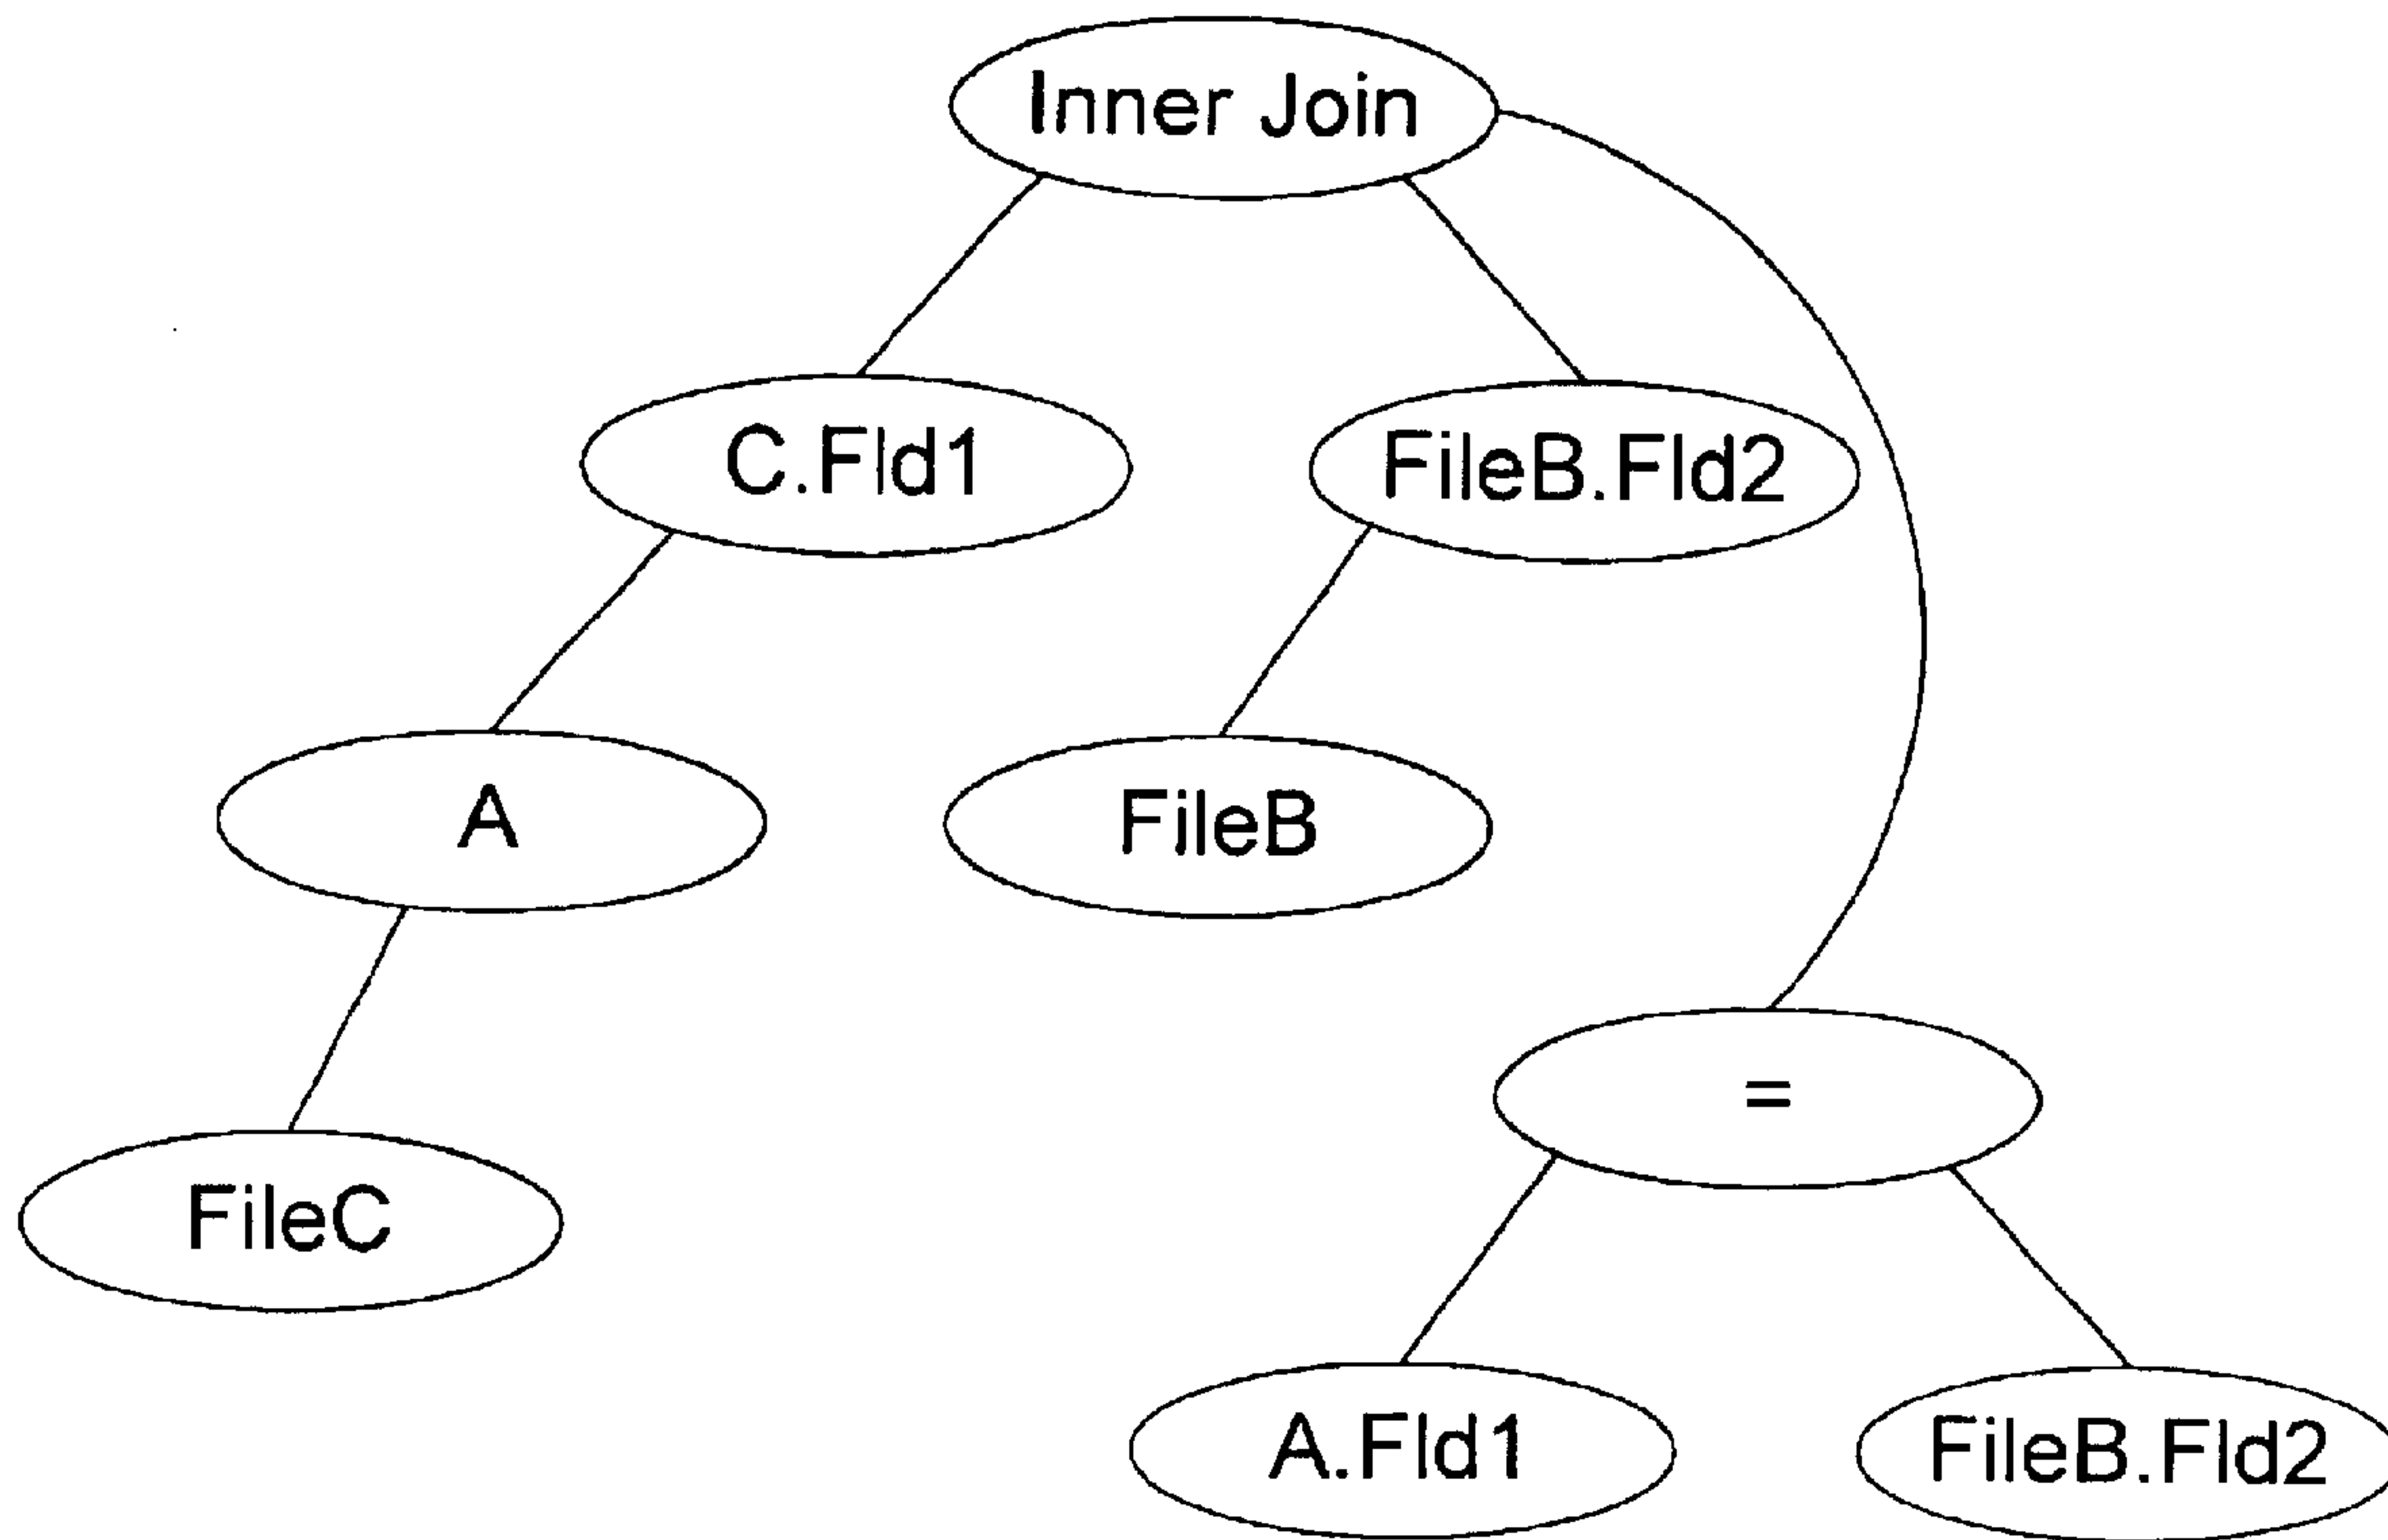 Inner Join
C.Fld1
FileB.Fld2
A
FileB
=
FileC
A.Fld1
FileB.Fld2